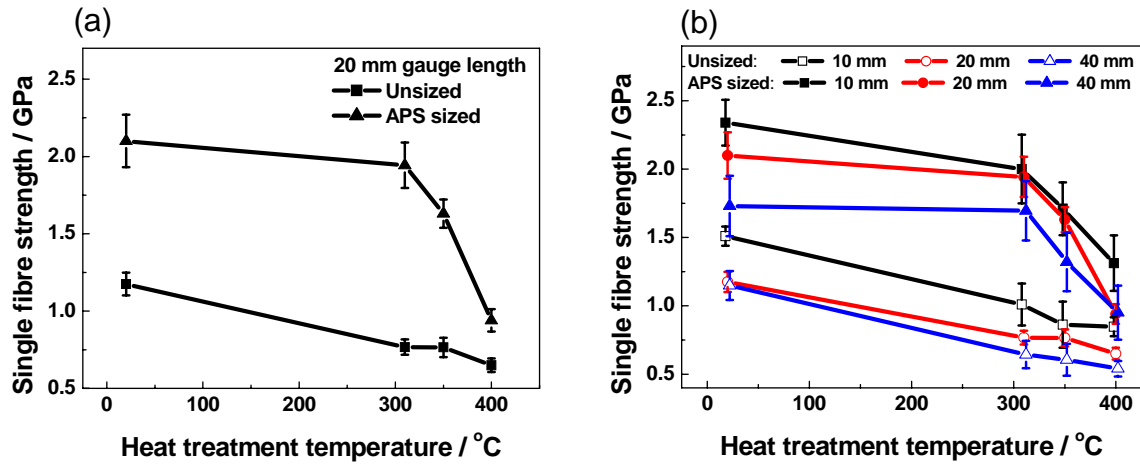 (a)
20 mm gauge length
Unsized
APS sized
Single fibre strength / GPa
2.5
2.0
1.5
1.0
0.5
0
100
200
300
400
Heat treatment temperature / °C
(b)
Unsized: 10 mm 20 mm 40 mm
APS sized: 10 mm 20 mm 40 mm
Single fibre strength / GPa
2.5
2.0
1.5
1.0
0.5
0
100
200
300
400
Heat treatment temperature / °C